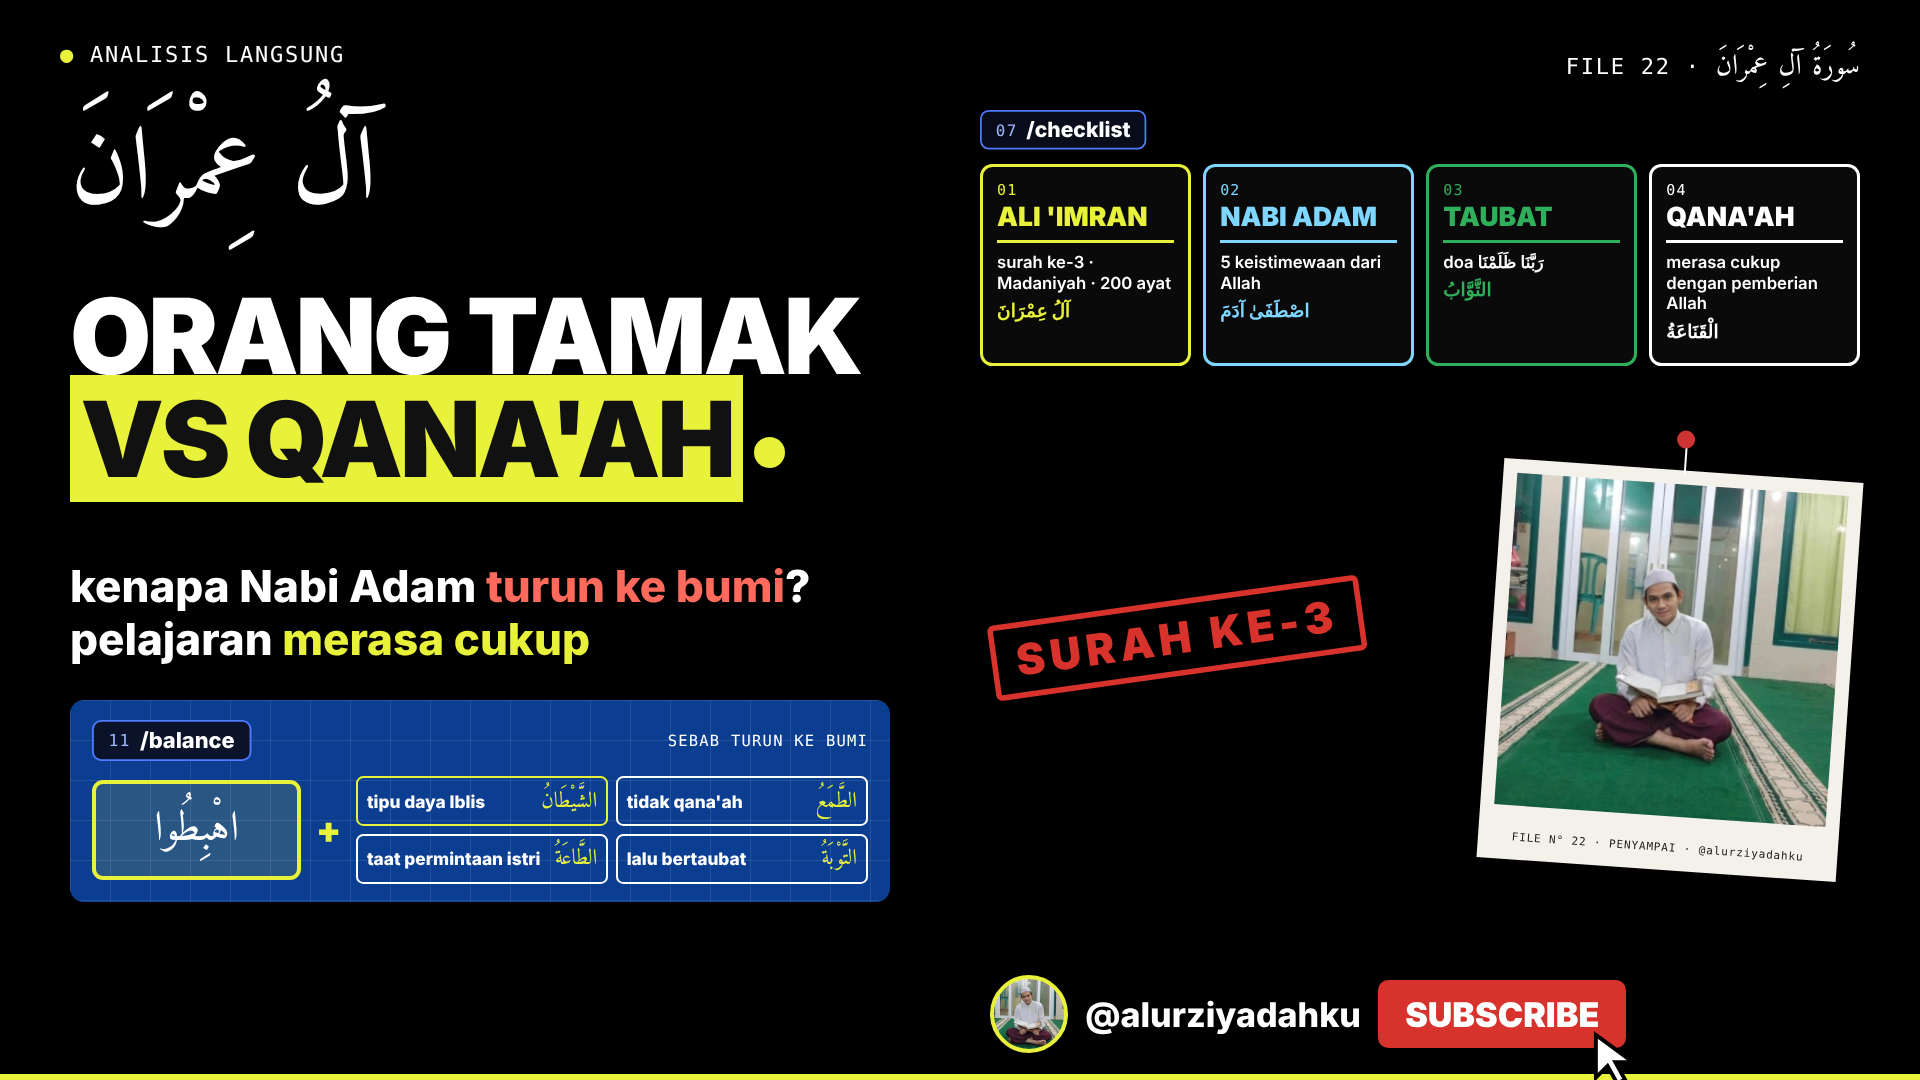 ANALISIS LANGSUNG
آلُ عِمْرَانَ
ORANG TAMAK
VS QANA'AH
kenapa Nabi Adam turun ke bumi?
pelajaran merasa cukup
11 /balance
SEBAB TURUN KE BUMI
اهْبِطُوا
+
tipu daya Iblis الشَّيْطَانُ
tidak qana'ah الطَّمَعُ
taat permintaan istri الطَّاعَةُ
lalu bertaubat التَّوْبَةُ
FILE 22 · سُورَةُ آلِ عِمْرَانَ
07 /checklist
01
ALI 'IMRAN
surah ke-3 ·
Madaniyah · 200 ayat
آلُ عِمْرَانَ
02
NABI ADAM
5 keistimewaan dari
Allah
اصْطَفَىٰ آدَمَ
03
TAUBAT
doa رَبَّنَا ظَلَمْنَا
التَّوَّابُ
04
QANA'AH
merasa cukup
dengan pemberian
Allah
الْقَنَاعَةُ
SURAH KE-3
FILE N° 22 · PENYAMPAI · @alurziyadahku
@alurziyadahku
SUBSCRIBE